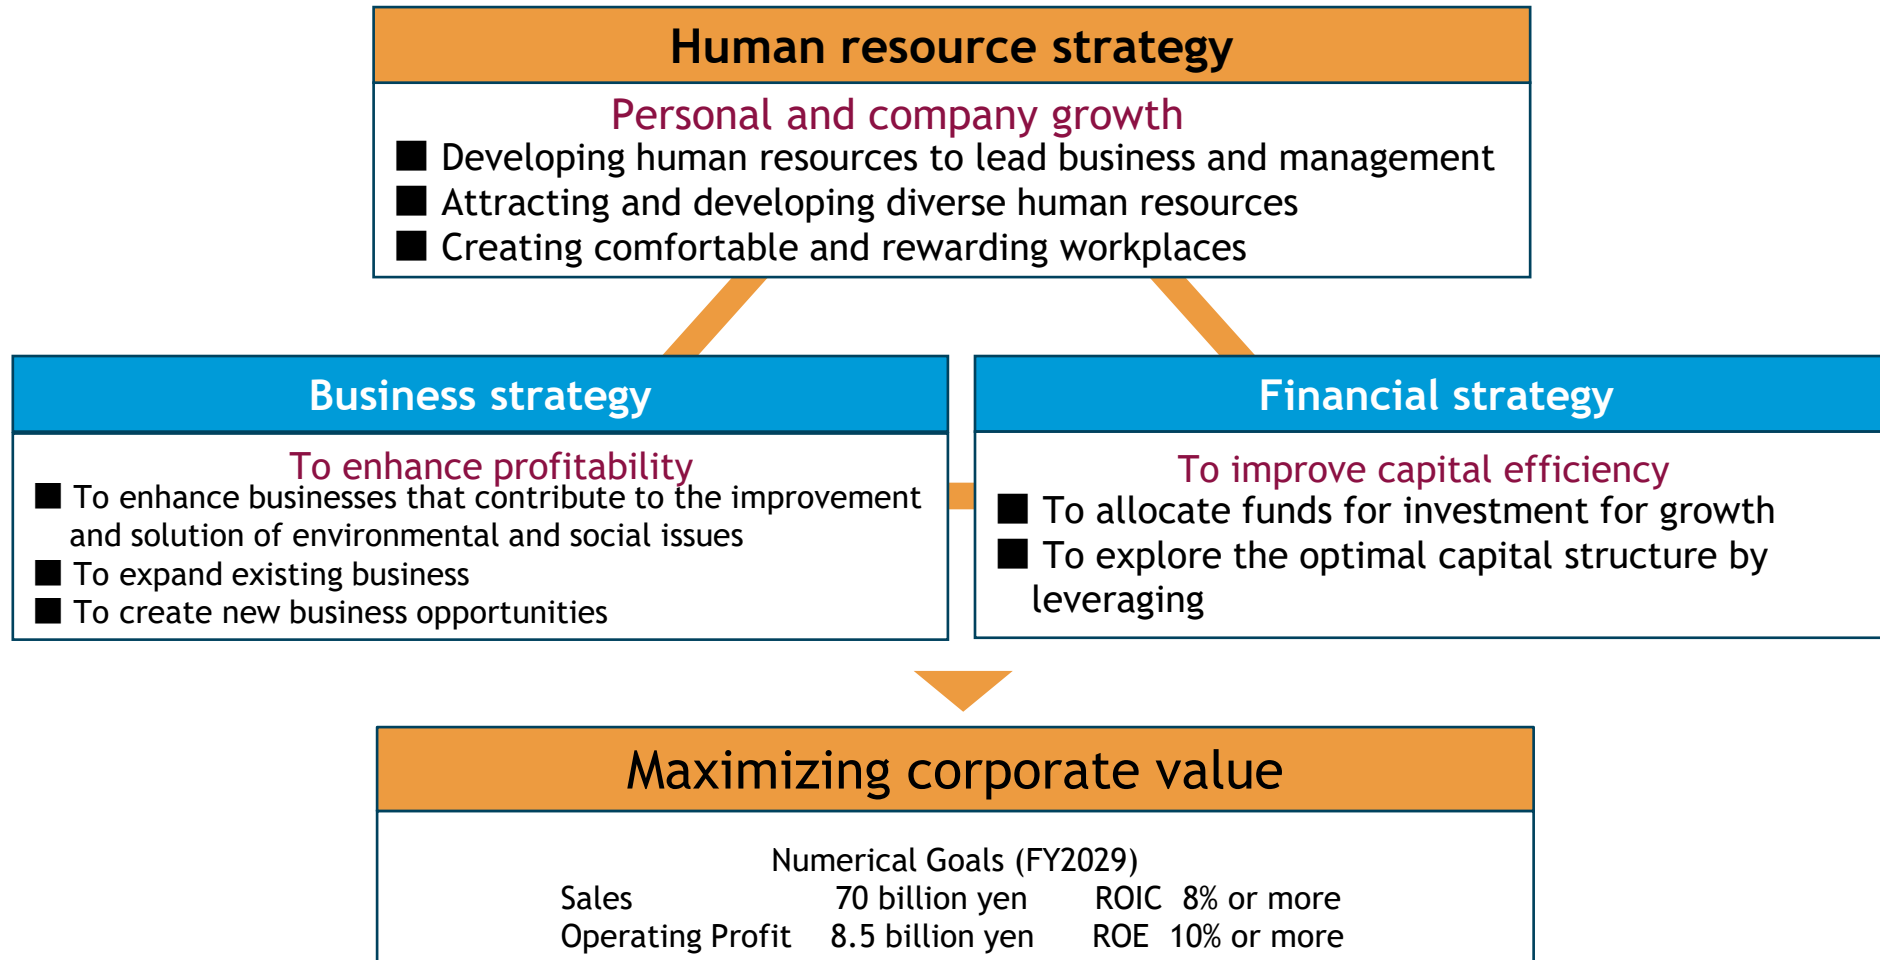 Human resource strategy
Personal and company growth
■ Developing human resources to lead business and management
■ Attracting and developing diverse human resources
■ Creating comfortable and rewarding workplaces
Business strategy
To enhance profitability
■ To enhance businesses that contribute to the improvement
and solution of environmental and social issues
■ To expand existing business
■ To create new business opportunities
Financial strategy
To improve capital efficiency
■ To allocate funds for investment for growth
■ To explore the optimal capital structure by
leveraging
Maximizing corporate value
Numerical Goals (FY2029)
Sales 70 billion yen ROIC 8% or more
Operating Profit 8.5 billion yen ROE 10% or more